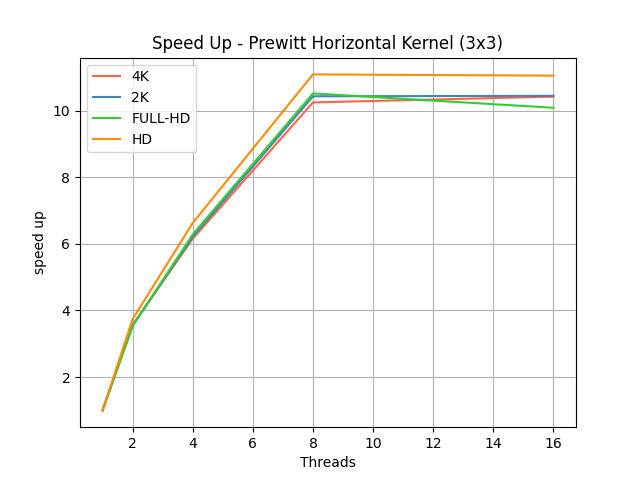 Speed Up - Prewitt Horizontal Kernel (3x3)
4K
2K
FULL-HD
HD
speed up
10
8
6
4
2
2 4 6 8 10 12 14 16
Threads